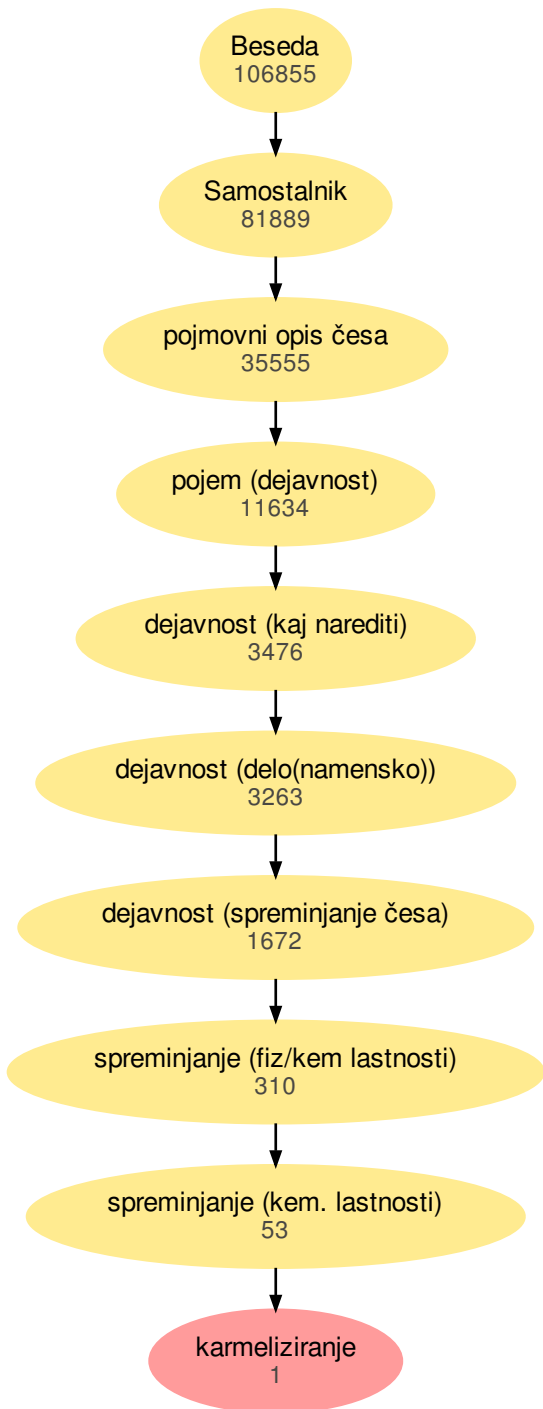 Beseda
106855
Samostalnik
81889
pojmovni opis česa
35555
pojem (dejavnost)
11634
dejavnost (kaj narediti)
3476
dejavnost (delo(namensko))
3263
dejavnost (spreminjanje česa)
1672
spreminjanje (fiz/kem lastnosti)
310
spreminjanje (kem. lastnosti)
53
karmeliziranje
1